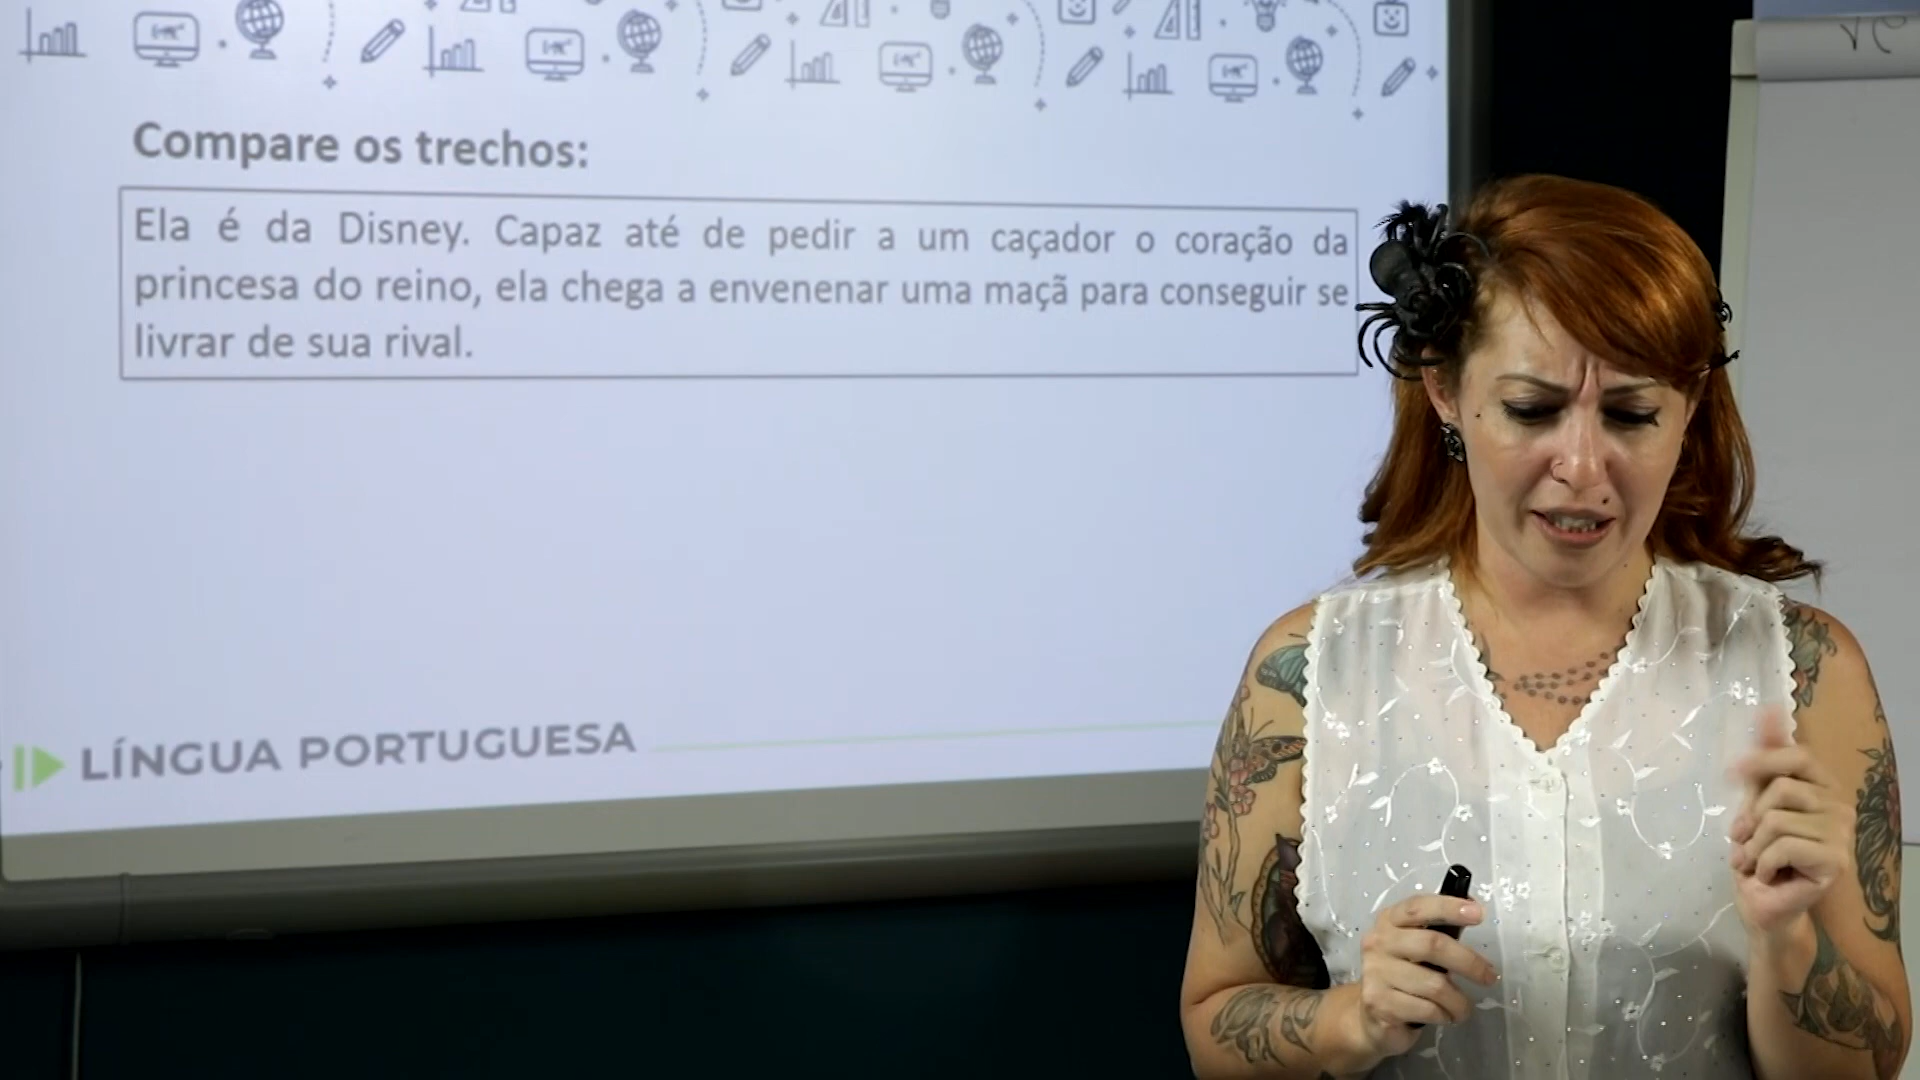 Compare os trechos:
Ela é da Disney. Capaz até de pedir a um caçador o coração da
princesa do reino, ela chega a envenenar uma maçã para conseguir se
livrar de sua rival.
LÍNGUA PORTUGUESA